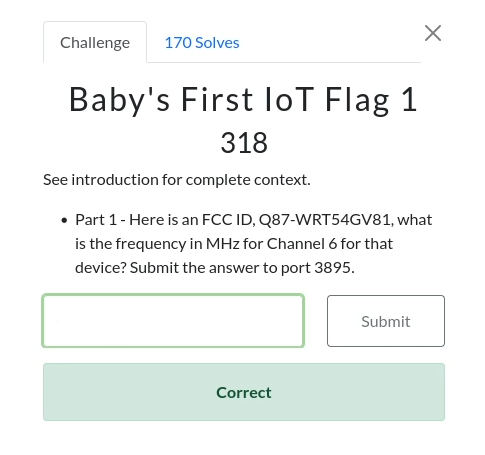 Challenge
170 Solves
Baby's First IoT Flag 1
318
See introduction for complete context.
• Part 1 - Here is an FCC ID, Q87-WRT54GV81, what
is the frequency in MHz for Channel 6 for that
device? Submit the answer to port 3895.
Submit
Correct